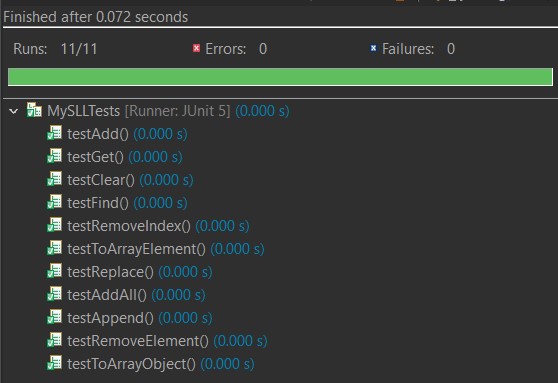 Finished after 0.072 seconds
Runs: 11/11 Errors: 0 Failures: 0
MySLLTests [Runner: JUnit 5] (0.000 s)
testAdd() (0.000 s)
testGet() (0.000 s)
testClear() (0.000 s)
testFind() (0.000 s)
testRemoveIndex() (0.000 s)
testToArrayElement() (0.000 s)
testReplace() (0.000 s)
testAddAll() (0.000 s)
testAppend() (0.000 s)
testRemoveElement() (0.000 s)
testToArrayObject() (0.000 s)